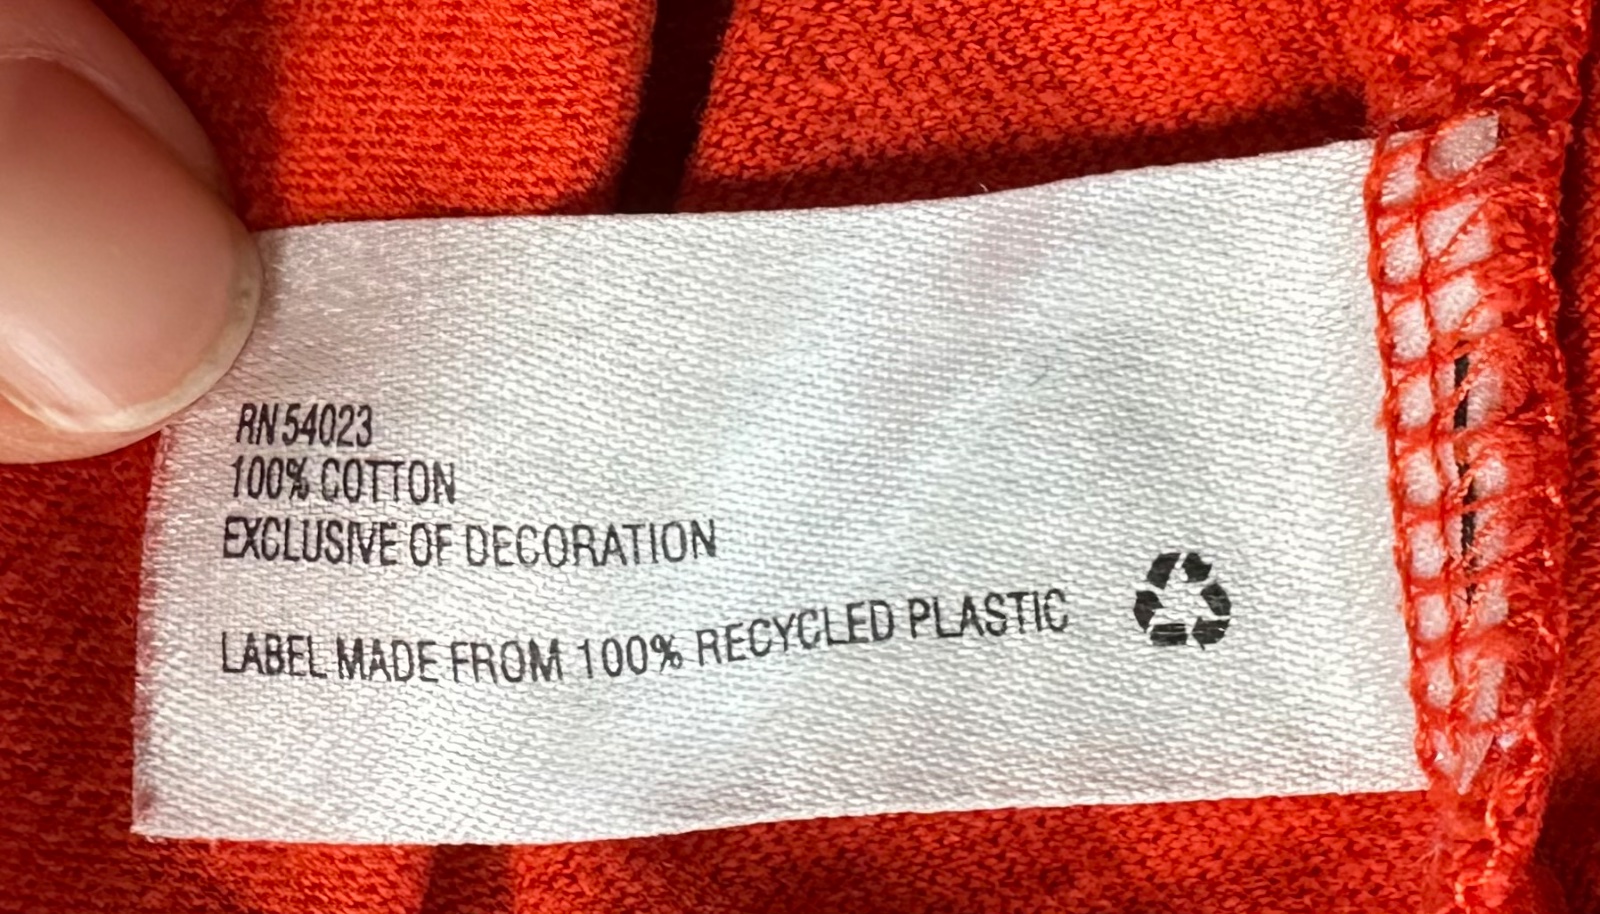 RN 54023
100% COTTON
EXCLUSIVE OF DECORATION
LABEL MADE FROM 100% RECYCLED PLASTIC